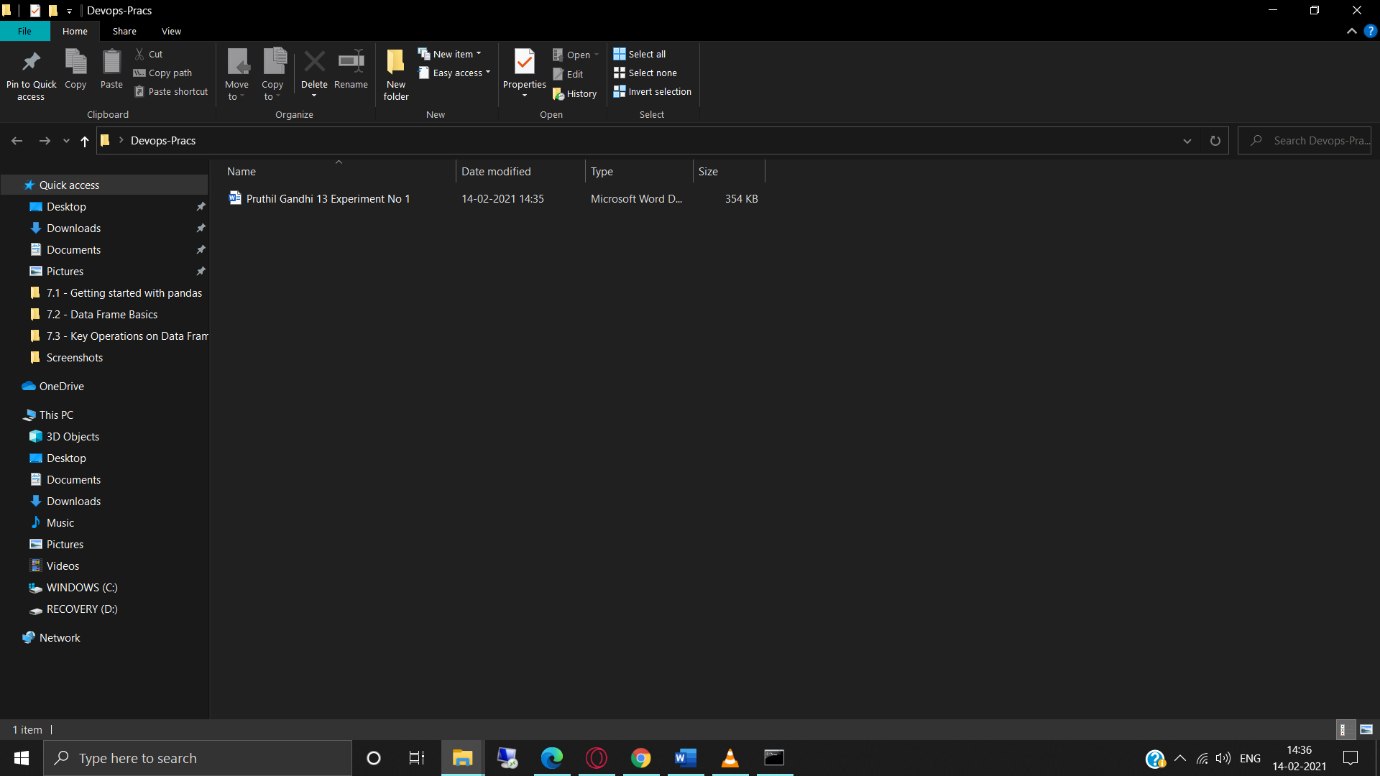 Devops-Pracs
File Home Share View
Pin to Quick access
Copy
Paste
Cut
Copy path
Paste shortcut
Clipboard
Move to
Copy to
Delete
Rename
Organize
New folder
New item
Easy access
New
Properties
Open
Edit
History
Open
Select all
Select none
Invert selection
Select
Devops-Pracs
Search Devops-Pra...
Name Date modified Type Size
Pruthil Gandhi 13 Experiment No 1 14-02-2021 14:35 Microsoft Word D... 354 KB
Quick access
Desktop
Downloads
Documents
Pictures
7.1 - Getting started with pandas
7.2 - Data Frame Basics
7.3 - Key Operations on Data Fram
Screenshots
OneDrive
This PC
3D Objects
Desktop
Documents
Downloads
Music
Pictures
Videos
WINDOWS (C:)
RECOVERY (D:)
Network
1 item
Type here to search
ENG
14:36
14-02-2021